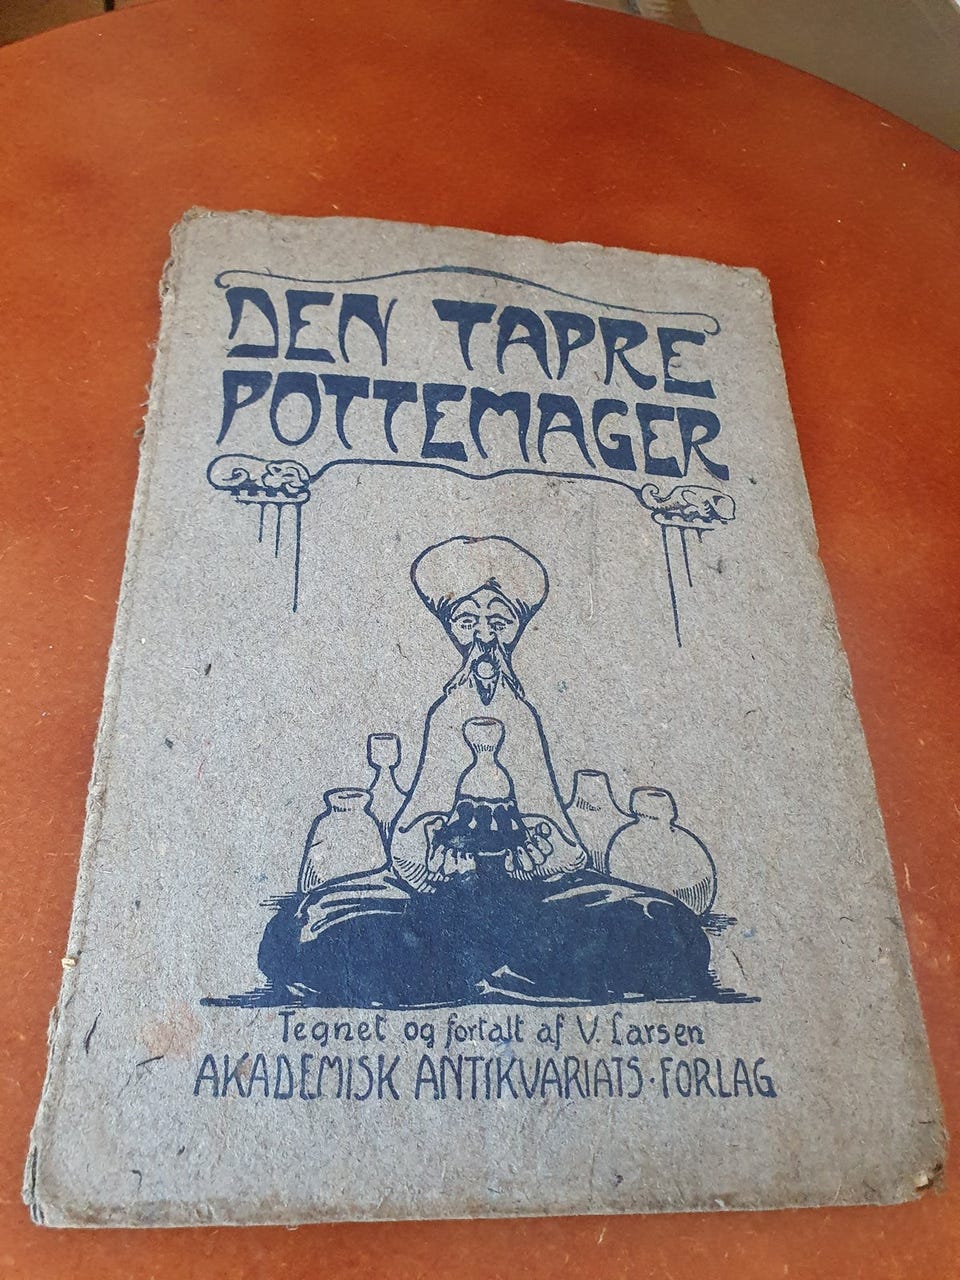 DEN TAPRE
POTTEMAGER
Tegnet og fortalt af V. Larsen
AKADEMISK ANTIKVARIATS·FORLAG